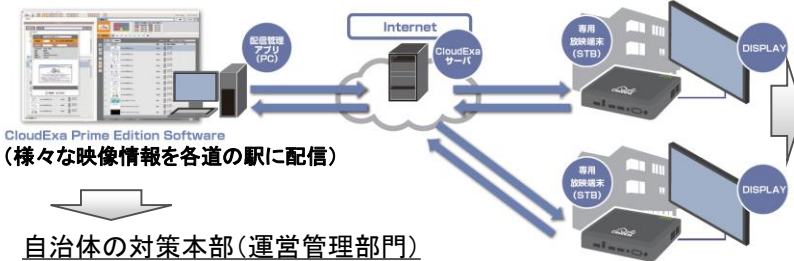 Internet
配信管理
アプリ
(PC)
CloudExa
サーバ
専用
放映端末
(STB)
DISPLAY
CloudExa Prime Edition Software
(様々な映像情報を各道の駅に配信)
専用
放映端末
(STB)
DISPLAY
自治体の対策本部(運営管理部門)